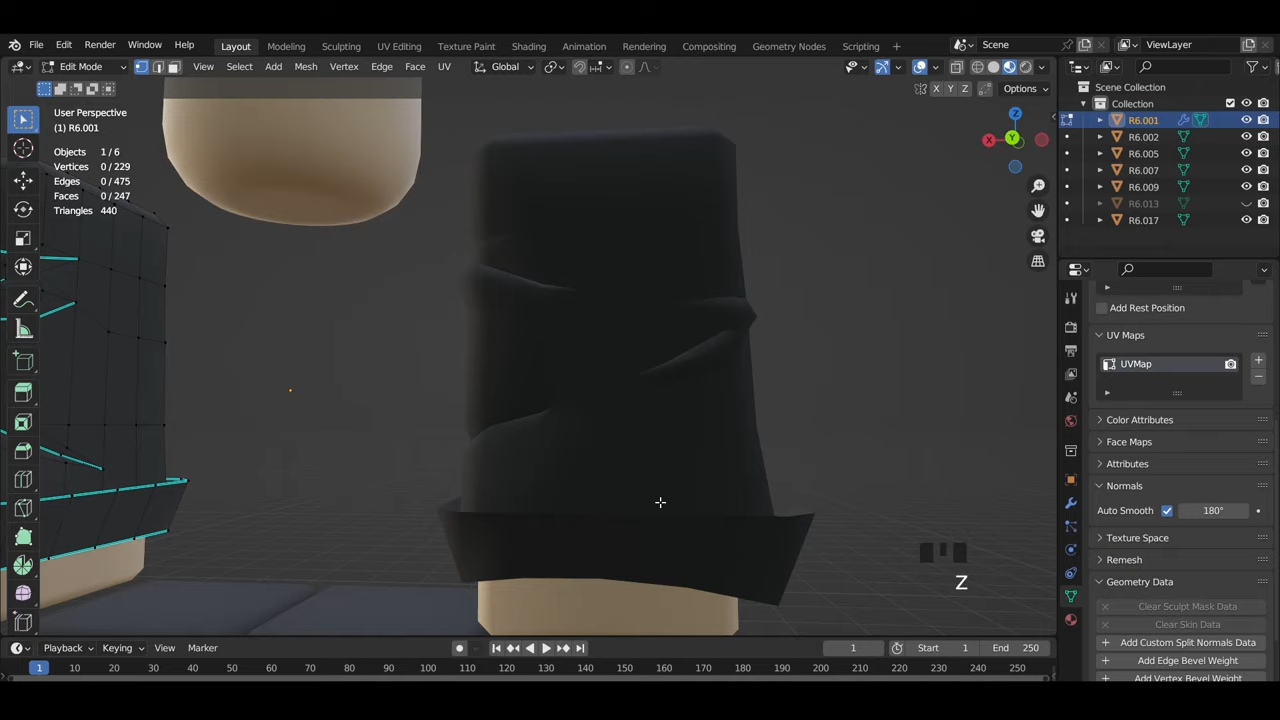 File Edit Render Window Help Layout Modeling Sculpting UV Editing Texture Paint Shading Animation Rendering Compositing Geometry Nodes Scripting + Scene ViewLayer
Edit Mode View Select Add Mesh Vertex Edge Face UV Global
X Y Z Options
User Perspective
(1) R6.001
Objects 1/6
Vertices 0/229
Edges 0/475
Faces 0/247
Triangles 440
Z
X
Y
Z
Scene Collection
Collection
R6.001
R6.002
R6.005
R6.007
R6.009
R6.013
R6.017
Add Rest Position
UV Maps
UVMap
Color Attributes
Face Maps
Attributes
Normals
Auto Smooth 180°
Texture Space
Remesh
Geometry Data
Clear Sculpt Mask Data
Clear Skin Data
Add Custom Split Normals Data
Add Edge Bevel Weight
Add Vertex Bevel Weight
Playback Keying View Marker 1 Start 1 End 250
1 10 20 30 40 50 60 70 80 90 100 110 120 130 140 150 160 170 180 190 200 210 220 230 240 250